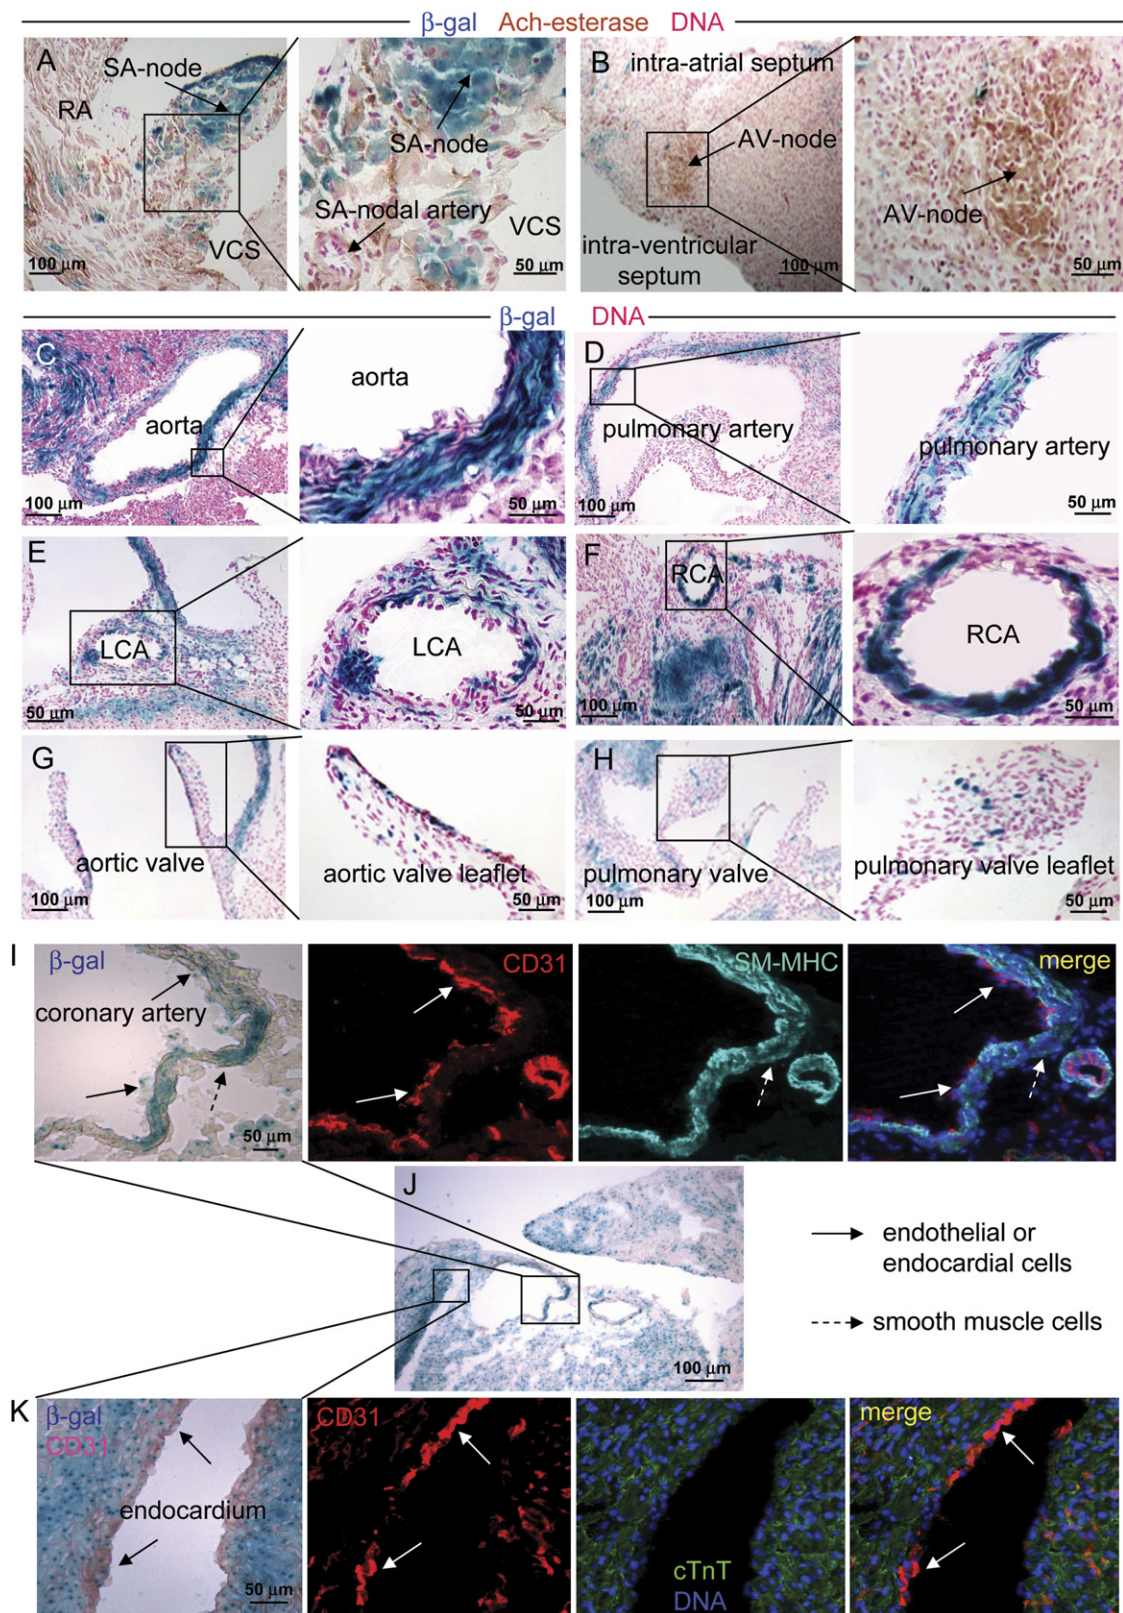 β-gal Ach-esterase DNA
A
SA-node
RA
VCS
100 μm
SA-node
SA-nodal artery
VCS
50 μm
B
intra-atrial septum
AV-node
intra-ventricular
septum
100 μm
AV-node
50 μm
β-gal DNA
C
aorta
100 μm
aorta
50 μm
D
pulmonary artery
100 μm
pulmonary artery
50 μm
E
LCA
50 μm
LCA
50 μm
F
RCA
100 μm
RCA
50 μm
G
aortic valve
100 μm
aortic valve leaflet
50 μm
H
pulmonary valve
100 μm
pulmonary valve leaflet
50 μm
I
β-gal
coronary artery
50 μm
CD31
SM-MHC
merge
J
100 μm
endothelial or
endocardial cells
smooth muscle cells
K
β-gal
CD31
endocardium
50 μm
CD31
cTnT
DNA
merge